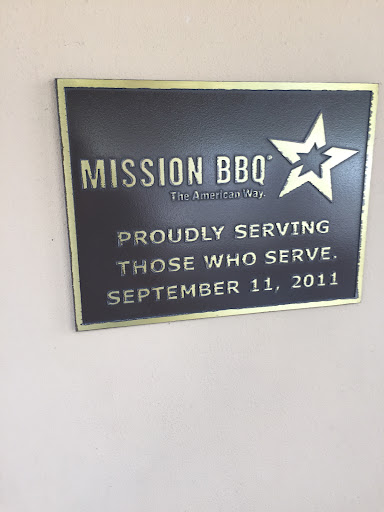 MISSION BBQ®
The American Way.
PROUDLY SERVING
THOSE WHO SERVE.
SEPTEMBER 11, 2011